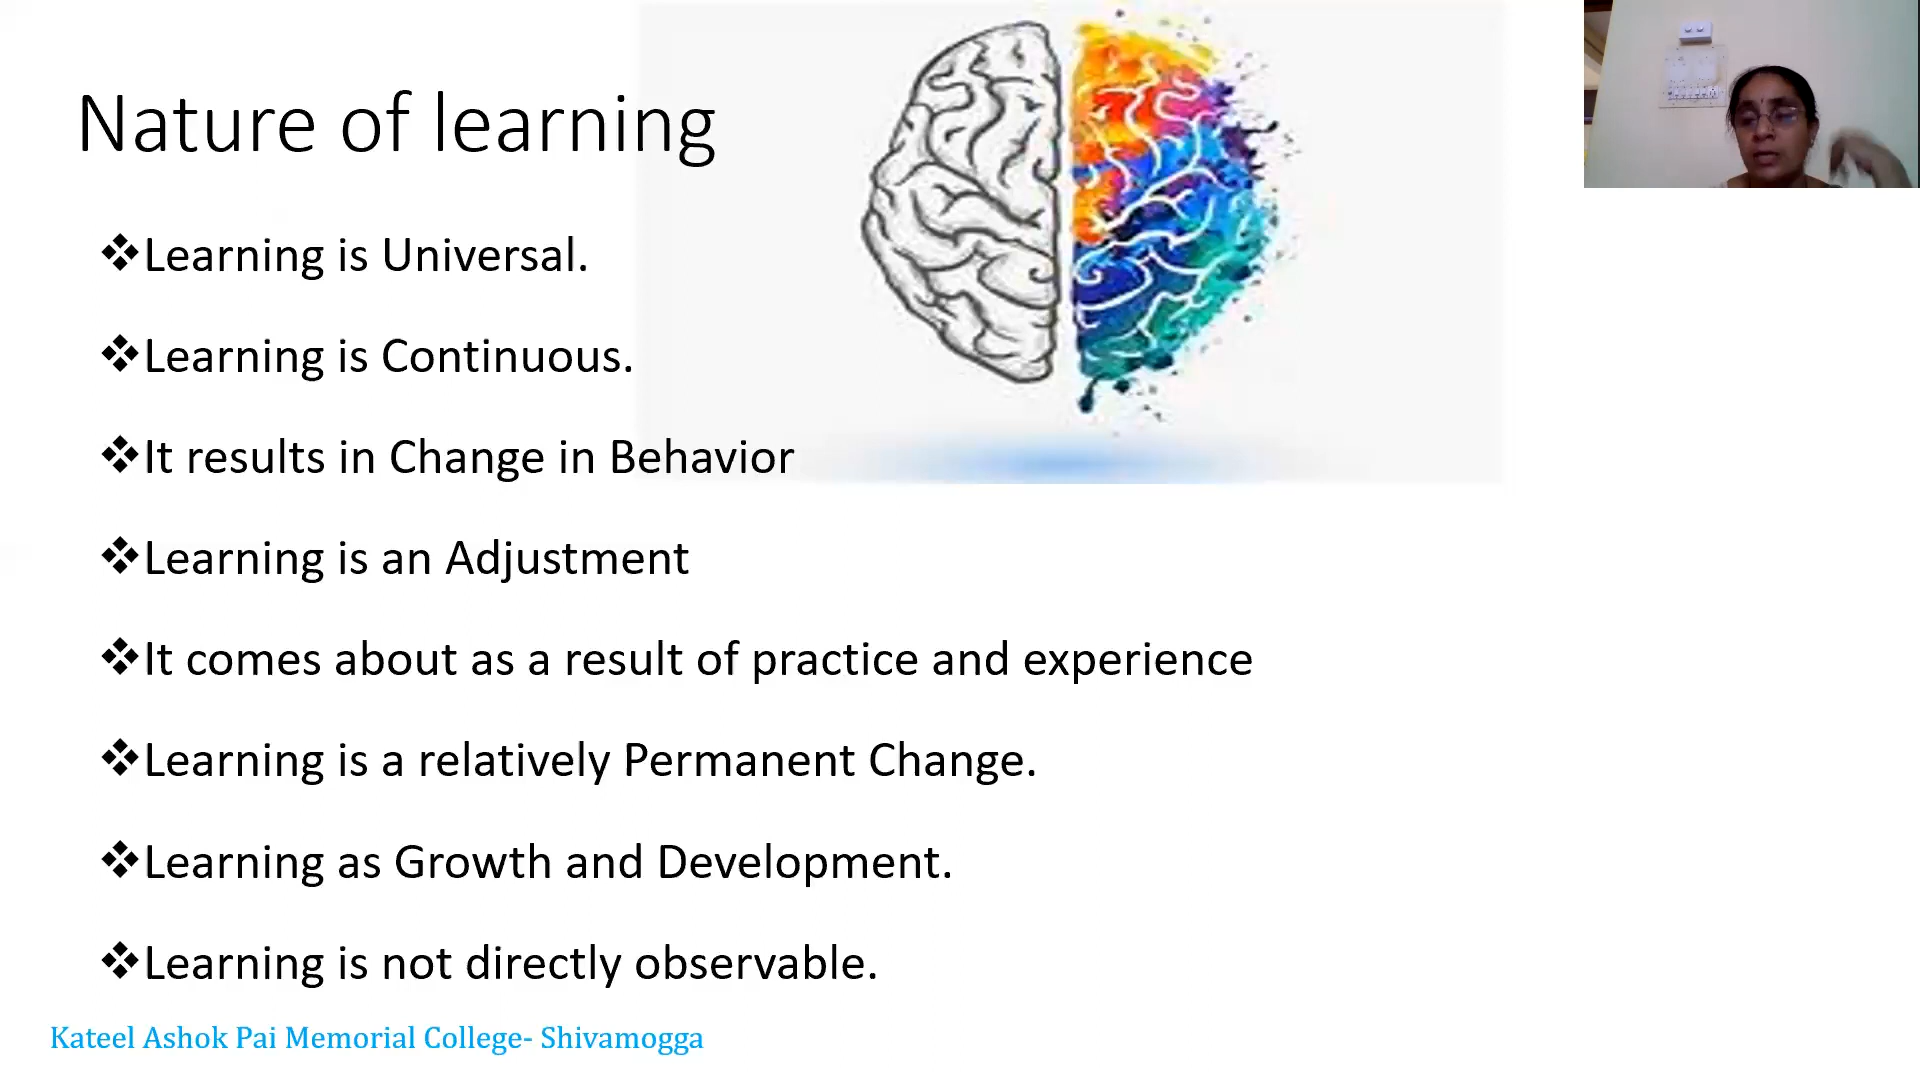 Nature of learning
❖Learning is Universal.
❖Learning is Continuous.
❖It results in Change in Behavior
❖Learning is an Adjustment
❖It comes about as a result of practice and experience
❖Learning is a relatively Permanent Change.
❖Learning as Growth and Development.
❖Learning is not directly observable.
Kateel Ashok Pai Memorial College- Shivamogga